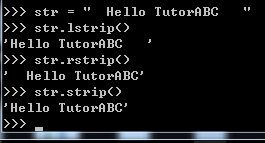 >>> str = "  Hello TutorABC   "
>>> str.lstrip()
'Hello TutorABC   '
>>> str.rstrip()
'  Hello TutorABC'
>>> str.strip()
'Hello TutorABC'
>>> _